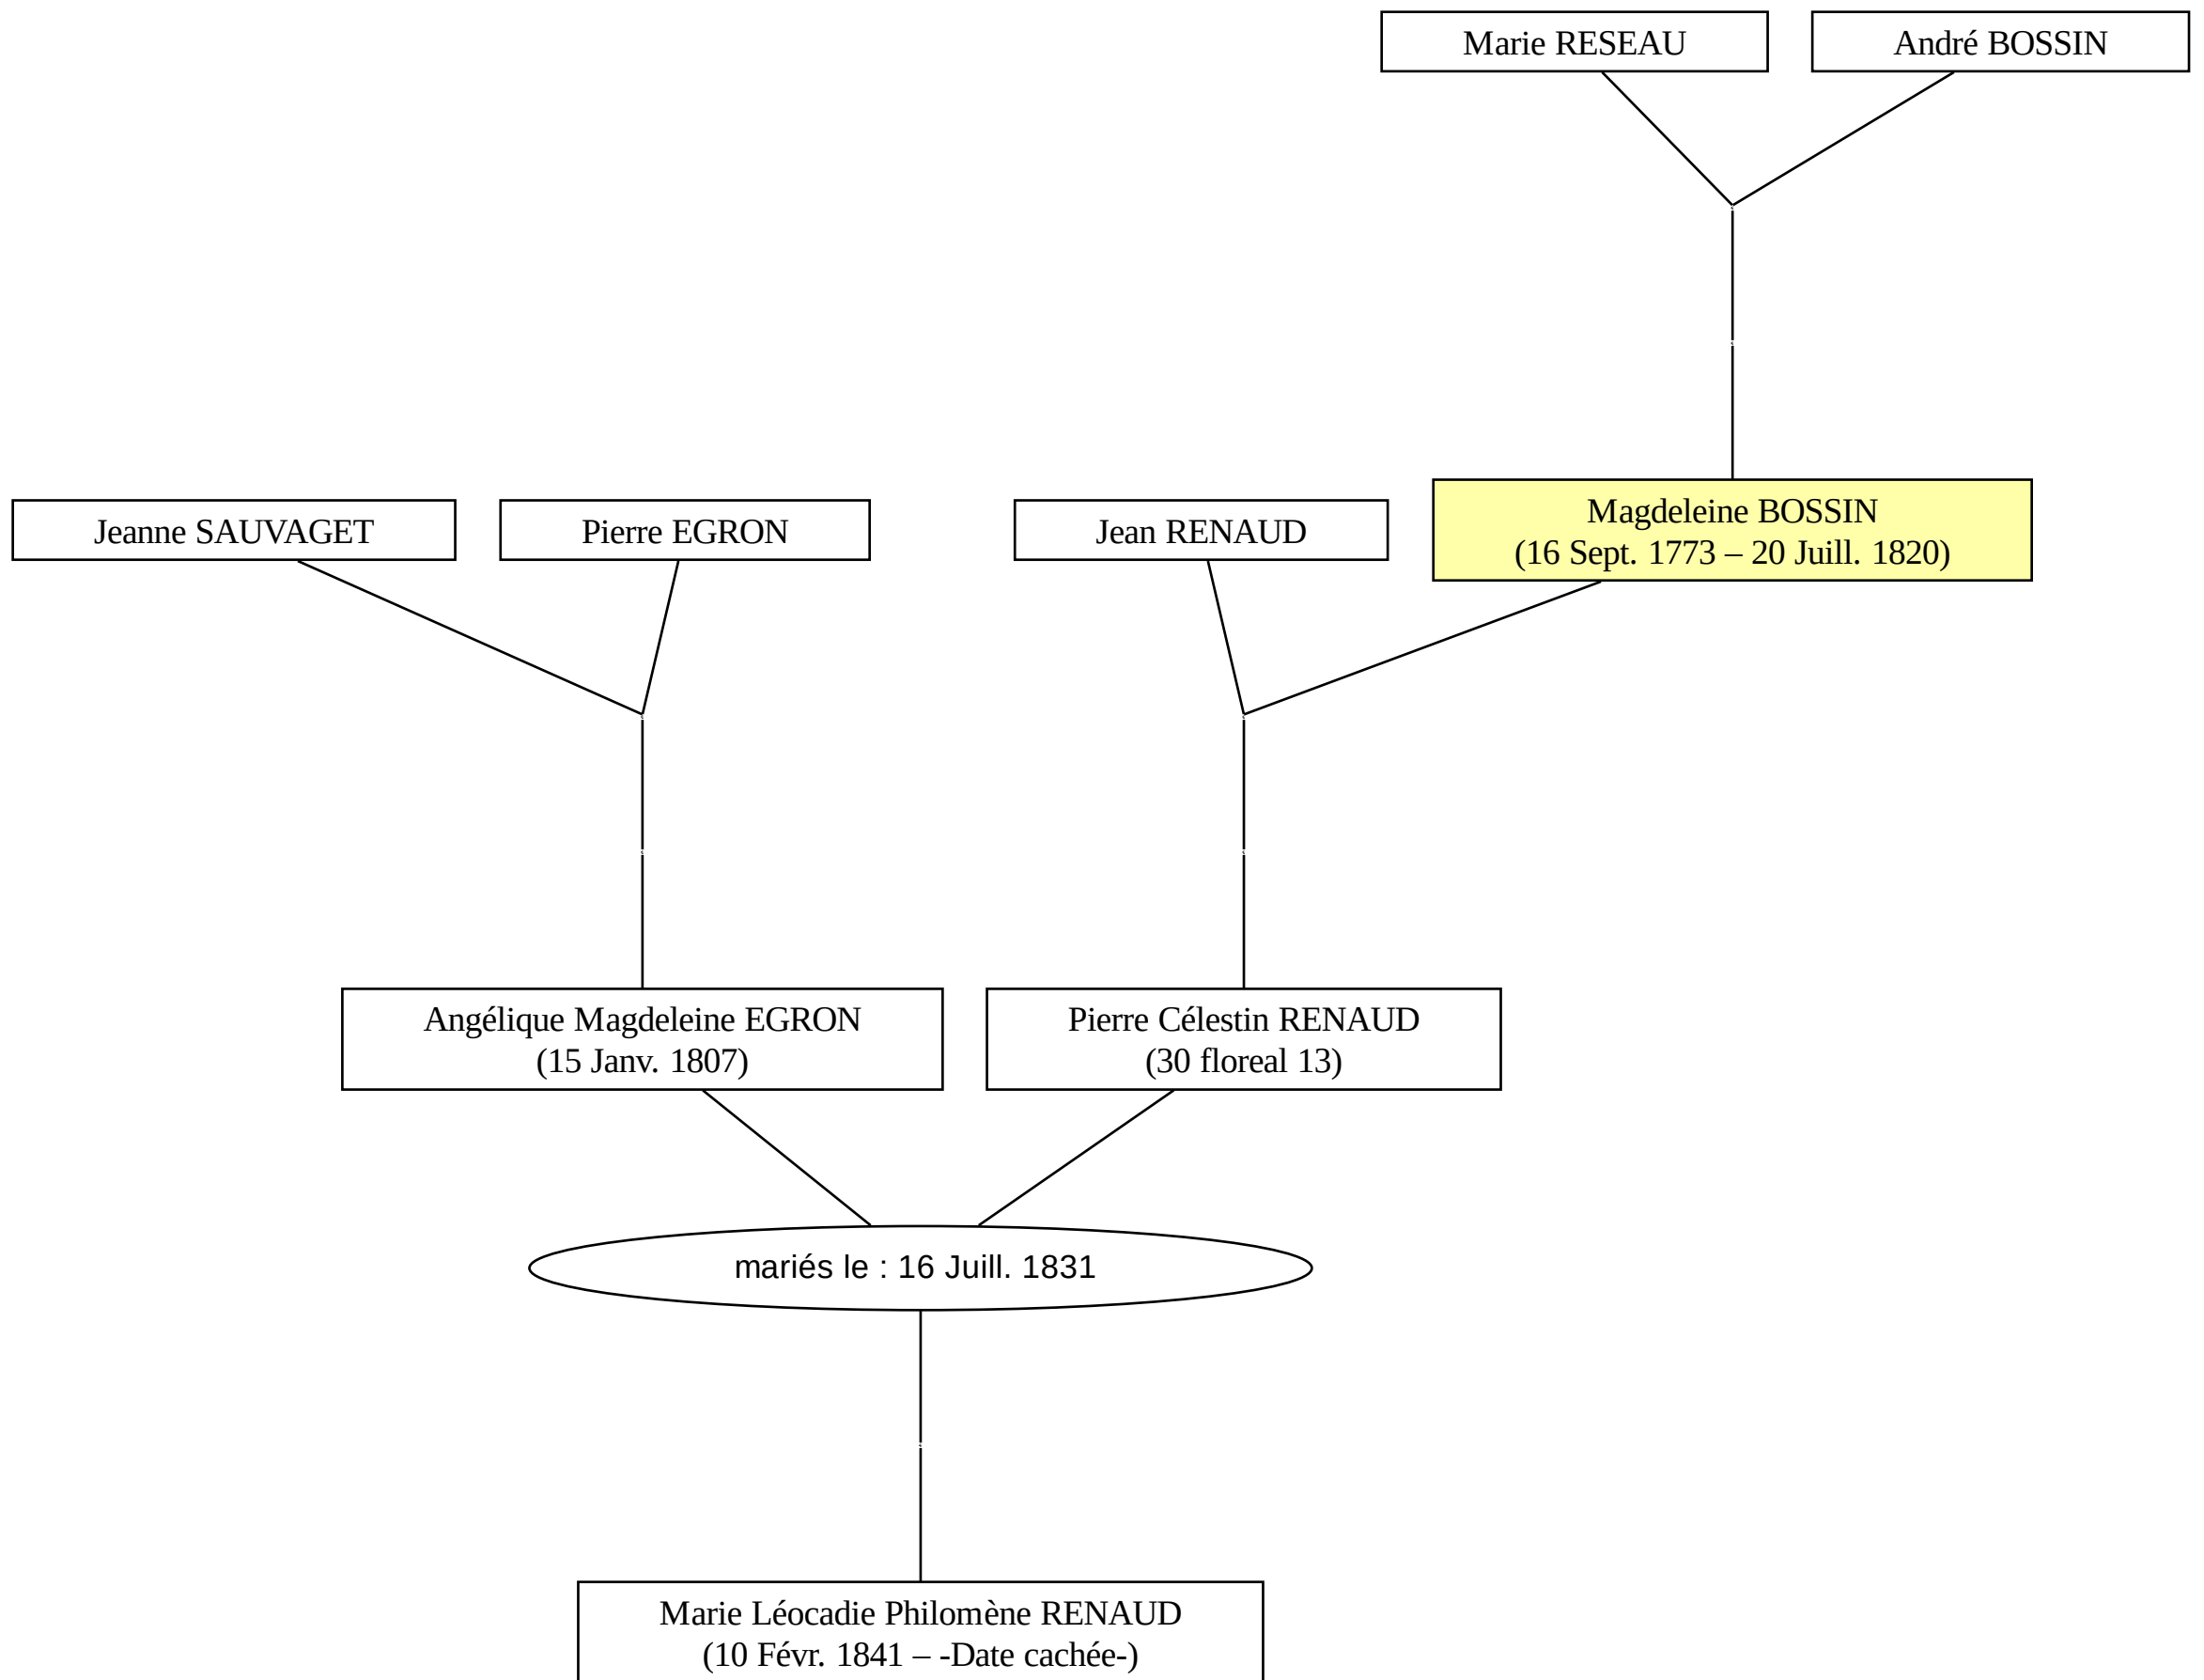 Marie RESEAU
André BOSSIN
Jeanne SAUVAGET
Pierre EGRON
Jean RENAUD
Magdeleine BOSSIN
(16 Sept. 1773 – 20 Juill. 1820)
Angélique Magdeleine EGRON
(15 Janv. 1807)
Pierre Célestin RENAUD
(30 floreal 13)
mariés le : 16 Juill. 1831
Marie Léocadie Philomène RENAUD
(10 Févr. 1841 – -Date cachée-)